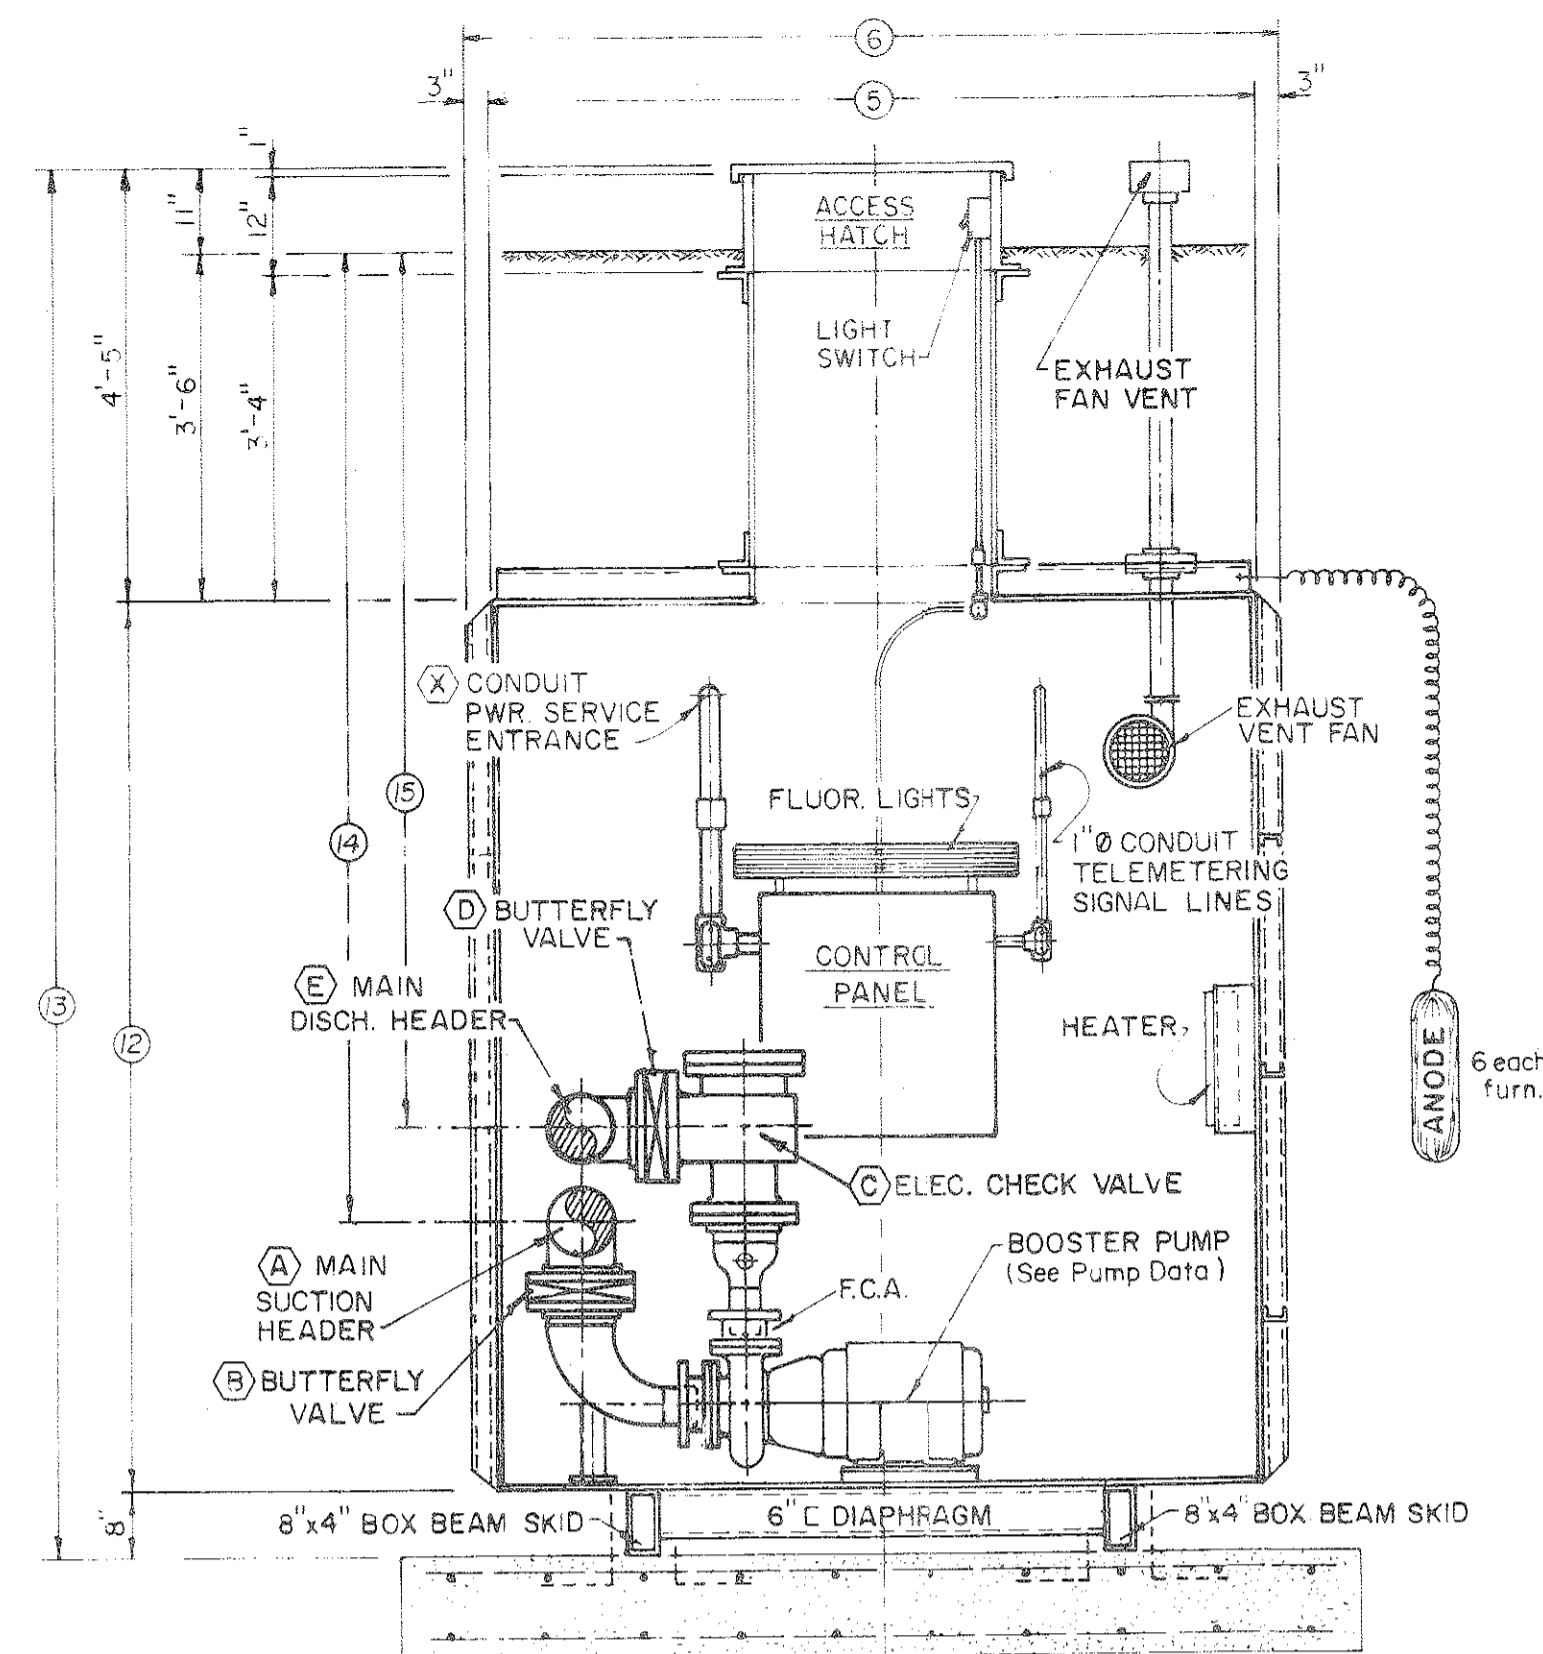 6
3"
5
3"
1"
11"
12"
ACCESS
HATCH
LIGHT
SWITCH
EXHAUST
FAN VENT
4'-5"
3'-6"
3'-4"
X CONDUIT
PWR. SERVICE
ENTRANCE
EXHAUST
VENT FAN
15
FLUOR. LIGHTS
14
1"Ø CONDUIT
TELEMETERING
SIGNAL LINES
D BUTTERFLY
VALVE
CONTROL
PANEL
E MAIN
DISCH. HEADER
13
12
HEATER
ANODE
6 each
furn.
C ELEC. CHECK VALVE
A MAIN
SUCTION
HEADER
BOOSTER PUMP
(See Pump Data)
F.C.A.
B BUTTERFLY
VALVE
8"
8"x4" BOX BEAM SKID
6" [ DIAPHRAGM
8"x4" BOX BEAM SKID